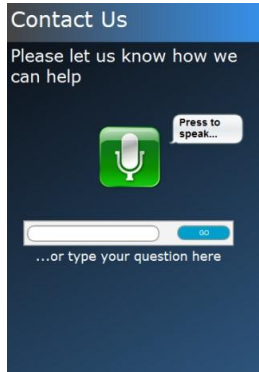 Contact Us
Please let us know how we
can help
Press to
speak...
GO
...or type your question here